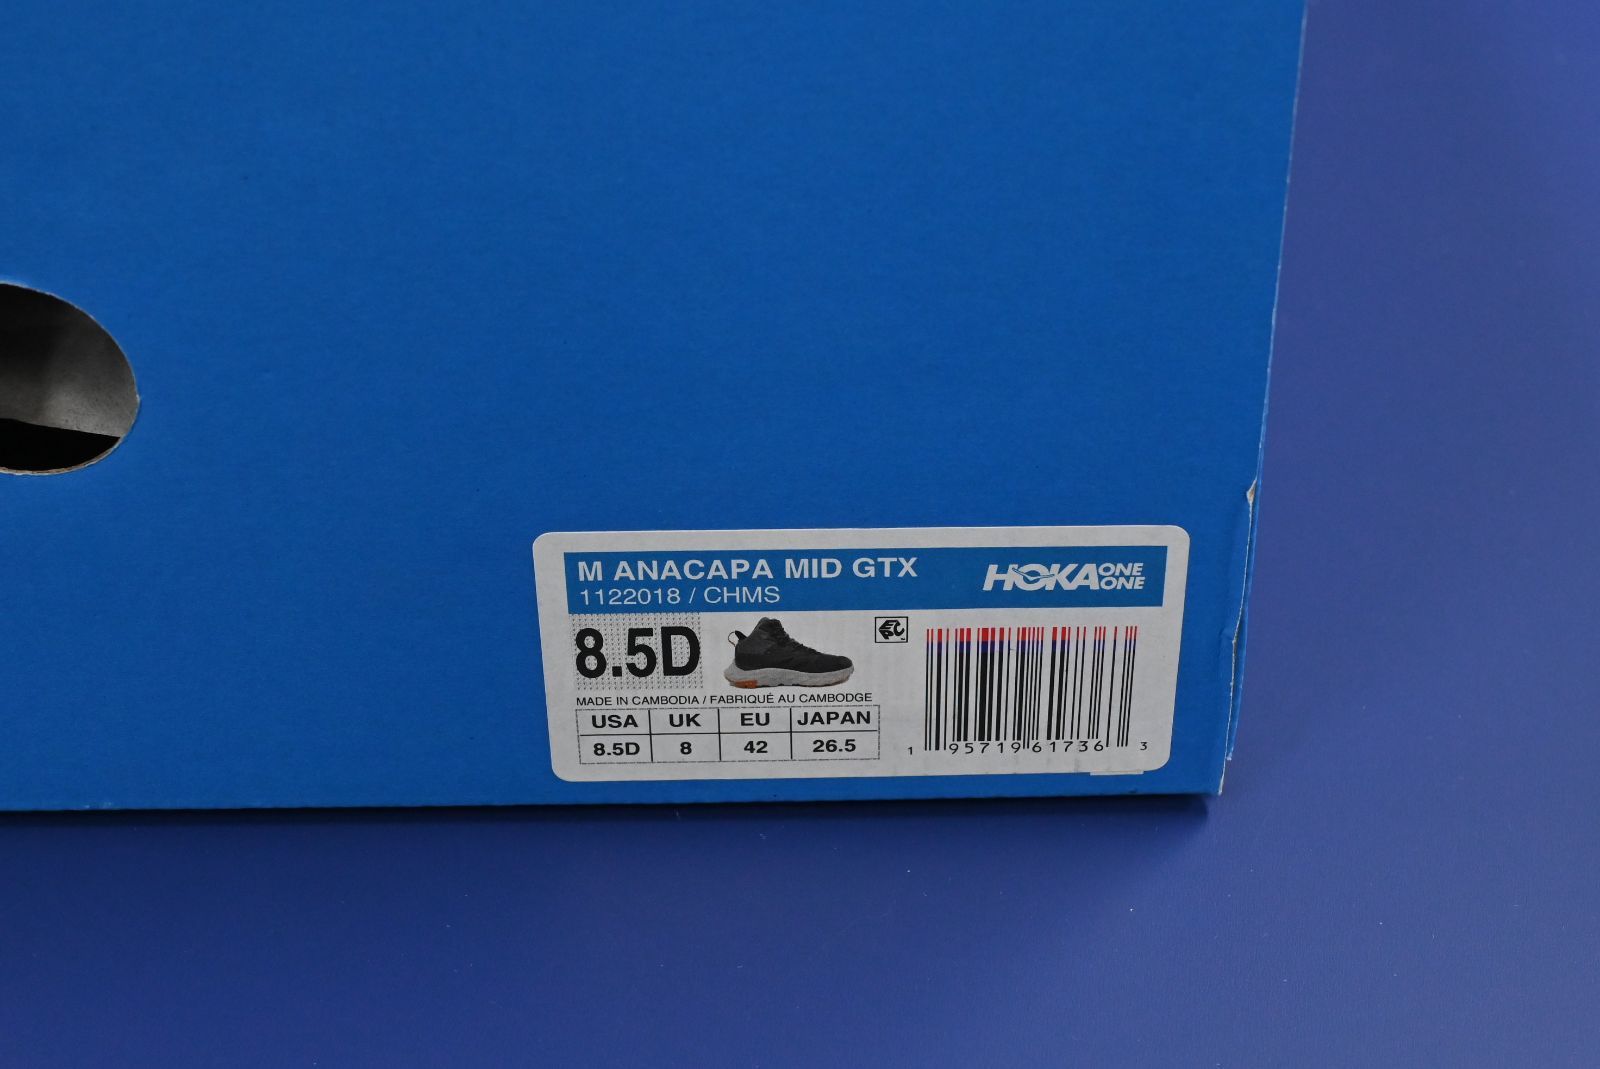 M ANACAPA MID GTX
1122018 / CHMS
HOKA ONE ONE
8.5D
EPC
MADE IN CAMBODIA / FABRIQUÉ AU CAMBODGE
USA UK EU JAPAN
8.5D 8 42 26.5
1 95719 61736 3